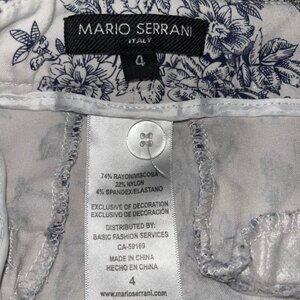 MARIO SERRANI
ITALY
4
74% RAYON/VISCOSA
22% NYLON
4% SPANDEX/ELASTANO
EXCLUSIVE OF DECORATION
EXCLUSIVO DE DECORACIÓN
DISTRIBUTED BY:
BASIC FASHION SERVICES
CA-59169
MADE IN CHINA
HECHO EN CHINA
4
www.marioserrani.com